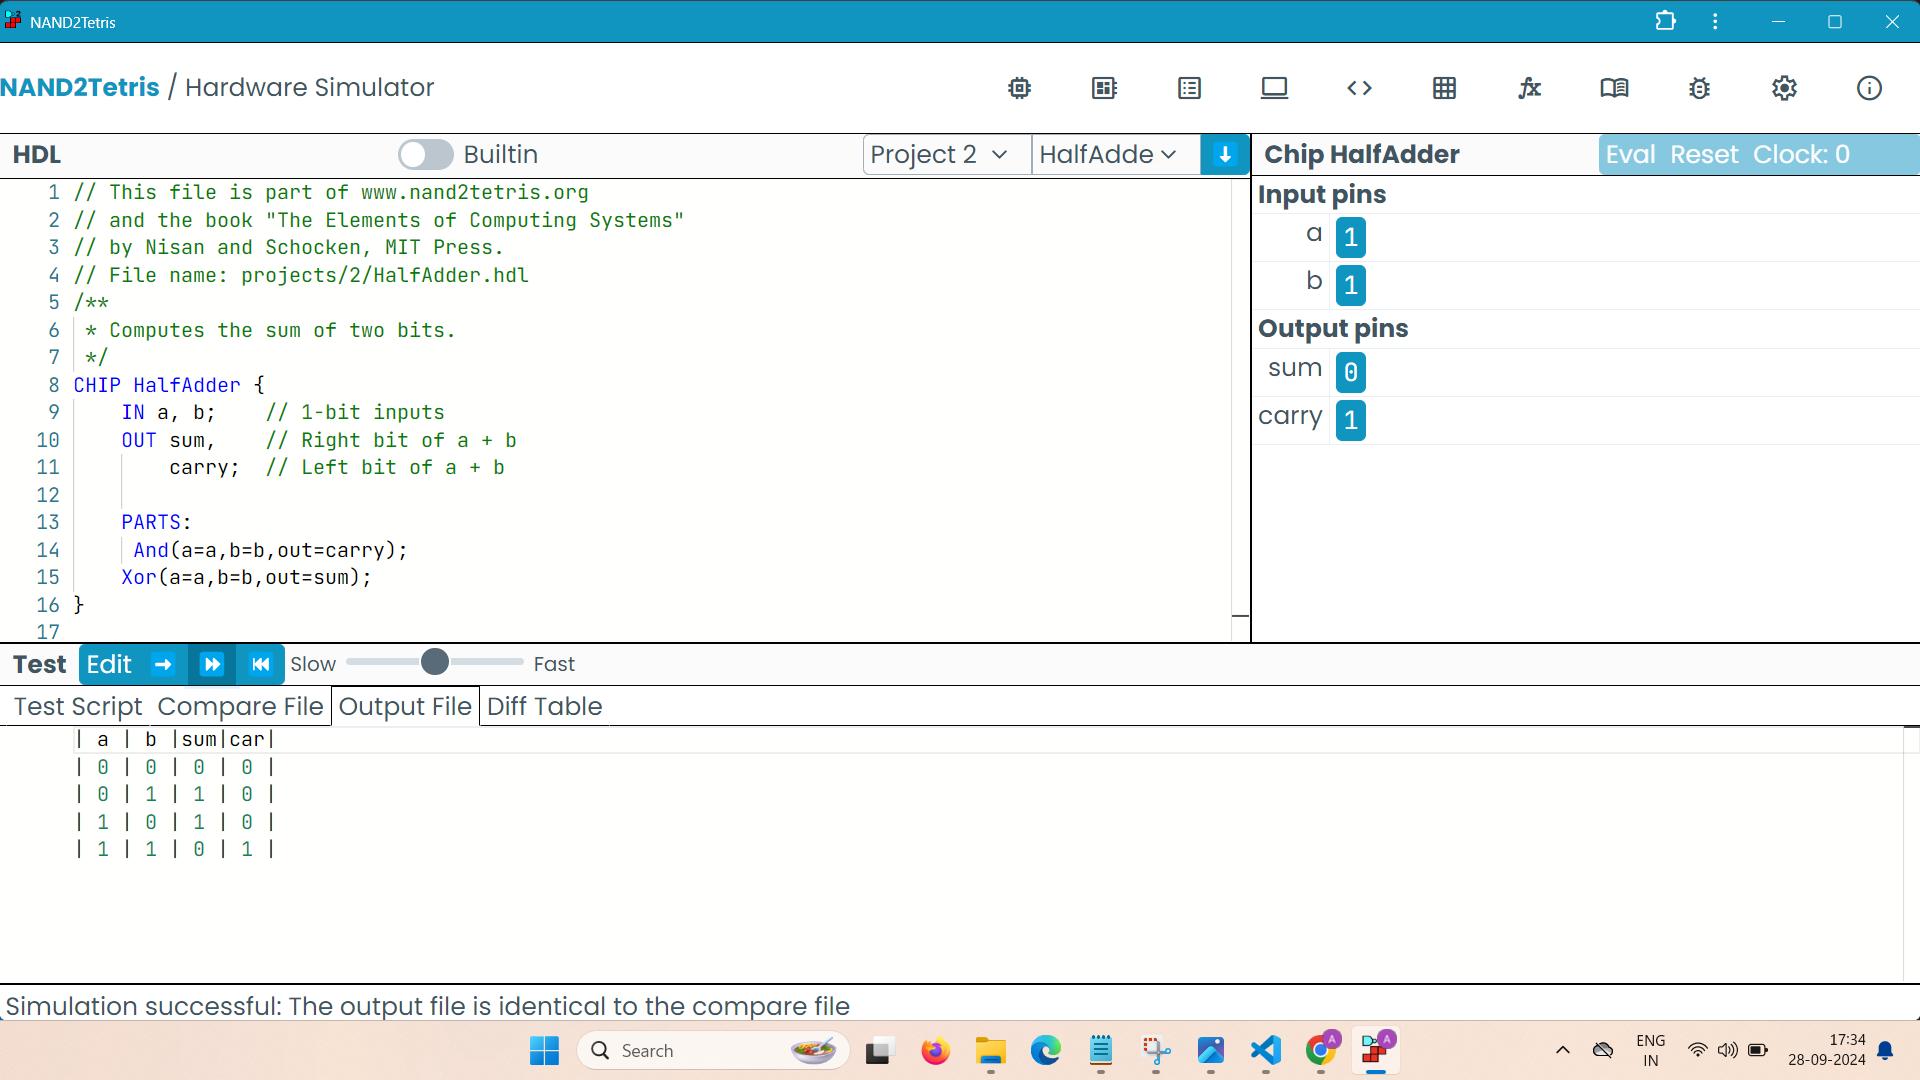 NAND2Tetris
NAND2Tetris / Hardware Simulator
HDL Builtin Project 2 HalfAdde Chip HalfAdder Eval Reset Clock: 0
1 // This file is part of www.nand2tetris.org
2 // and the book "The Elements of Computing Systems"
3 // by Nisan and Schocken, MIT Press.
4 // File name: projects/2/HalfAdder.hdl
5 /**
6 * Computes the sum of two bits.
7 */
8 CHIP HalfAdder {
9 IN a, b; // 1-bit inputs
10 OUT sum, // Right bit of a + b
11 carry; // Left bit of a + b
12
13 PARTS:
14 And(a=a,b=b,out=carry);
15 Xor(a=a,b=b,out=sum);
16 }
17
Input pins
a 1
b 1
Output pins
sum 0
carry 1
Test Edit Slow Fast
Test Script Compare File Output File Diff Table
| a | b |sum|car|
| 0 | 0 | 0 | 0 |
| 0 | 1 | 1 | 0 |
| 1 | 0 | 1 | 0 |
| 1 | 1 | 0 | 1 |
Simulation successful: The output file is identical to the compare file
Search
A
A
ENG
IN
17:34
28-09-2024